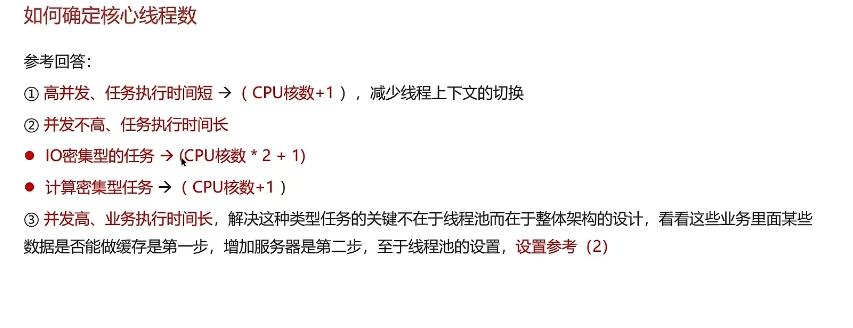 如何确定核心线程数
参考回答：
① 高并发、任务执行时间短 → （ CPU核数+1 ），减少线程上下文的切换
② 并发不高、任务执行时间长
● IO密集型的任务 → (CPU核数 * 2 + 1)
● 计算密集型任务 → （ CPU核数+1 ）
③ 并发高、业务执行时间长，解决这种类型任务的关键不在于线程池而在于整体架构的设计，看看这些业务里面某些
数据是否能做缓存是第一步，增加服务器是第二步，至于线程池的设置，设置参考（2）